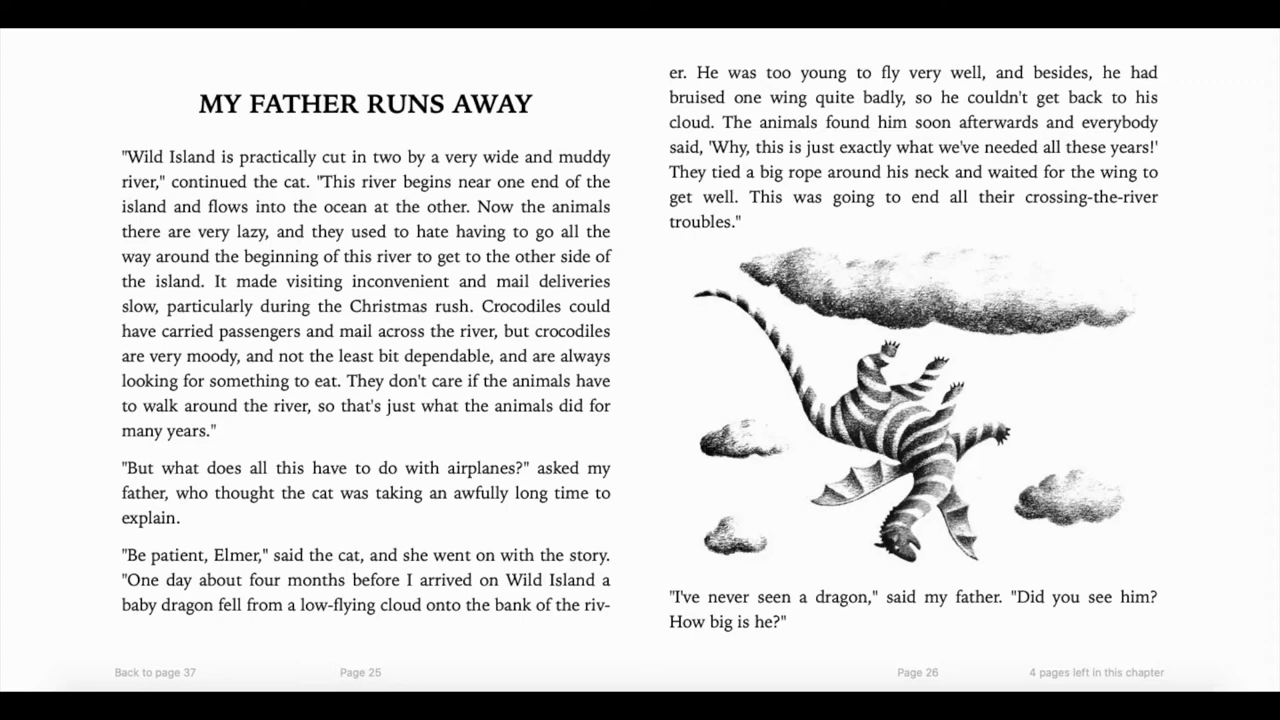 MY FATHER RUNS AWAY
"Wild Island is practically cut in two by a very wide and muddy
river," continued the cat. "This river begins near one end of the
island and flows into the ocean at the other. Now the animals
there are very lazy, and they used to hate having to go all the
way around the beginning of this river to get to the other side of
the island. It made visiting inconvenient and mail deliveries
slow, particularly during the Christmas rush. Crocodiles could
have carried passengers and mail across the river, but crocodiles
are very moody, and not the least bit dependable, and are always
looking for something to eat. They don't care if the animals have
to walk around the river, so that's just what the animals did for
many years."
"But what does all this have to do with airplanes?" asked my
father, who thought the cat was taking an awfully long time to
explain.
"Be patient, Elmer," said the cat, and she went on with the story.
"One day about four months before I arrived on Wild Island a
baby dragon fell from a low-flying cloud onto the bank of the riv-
er. He was too young to fly very well, and besides, he had
bruised one wing quite badly, so he couldn't get back to his
cloud. The animals found him soon afterwards and everybody
said, 'Why, this is just exactly what we've needed all these years!'
They tied a big rope around his neck and waited for the wing to
get well. This was going to end all their crossing-the-river
troubles."
"I've never seen a dragon," said my father. "Did you see him?
How big is he?"
Back to page 37
Page 25
Page 26
4 pages left in this chapter